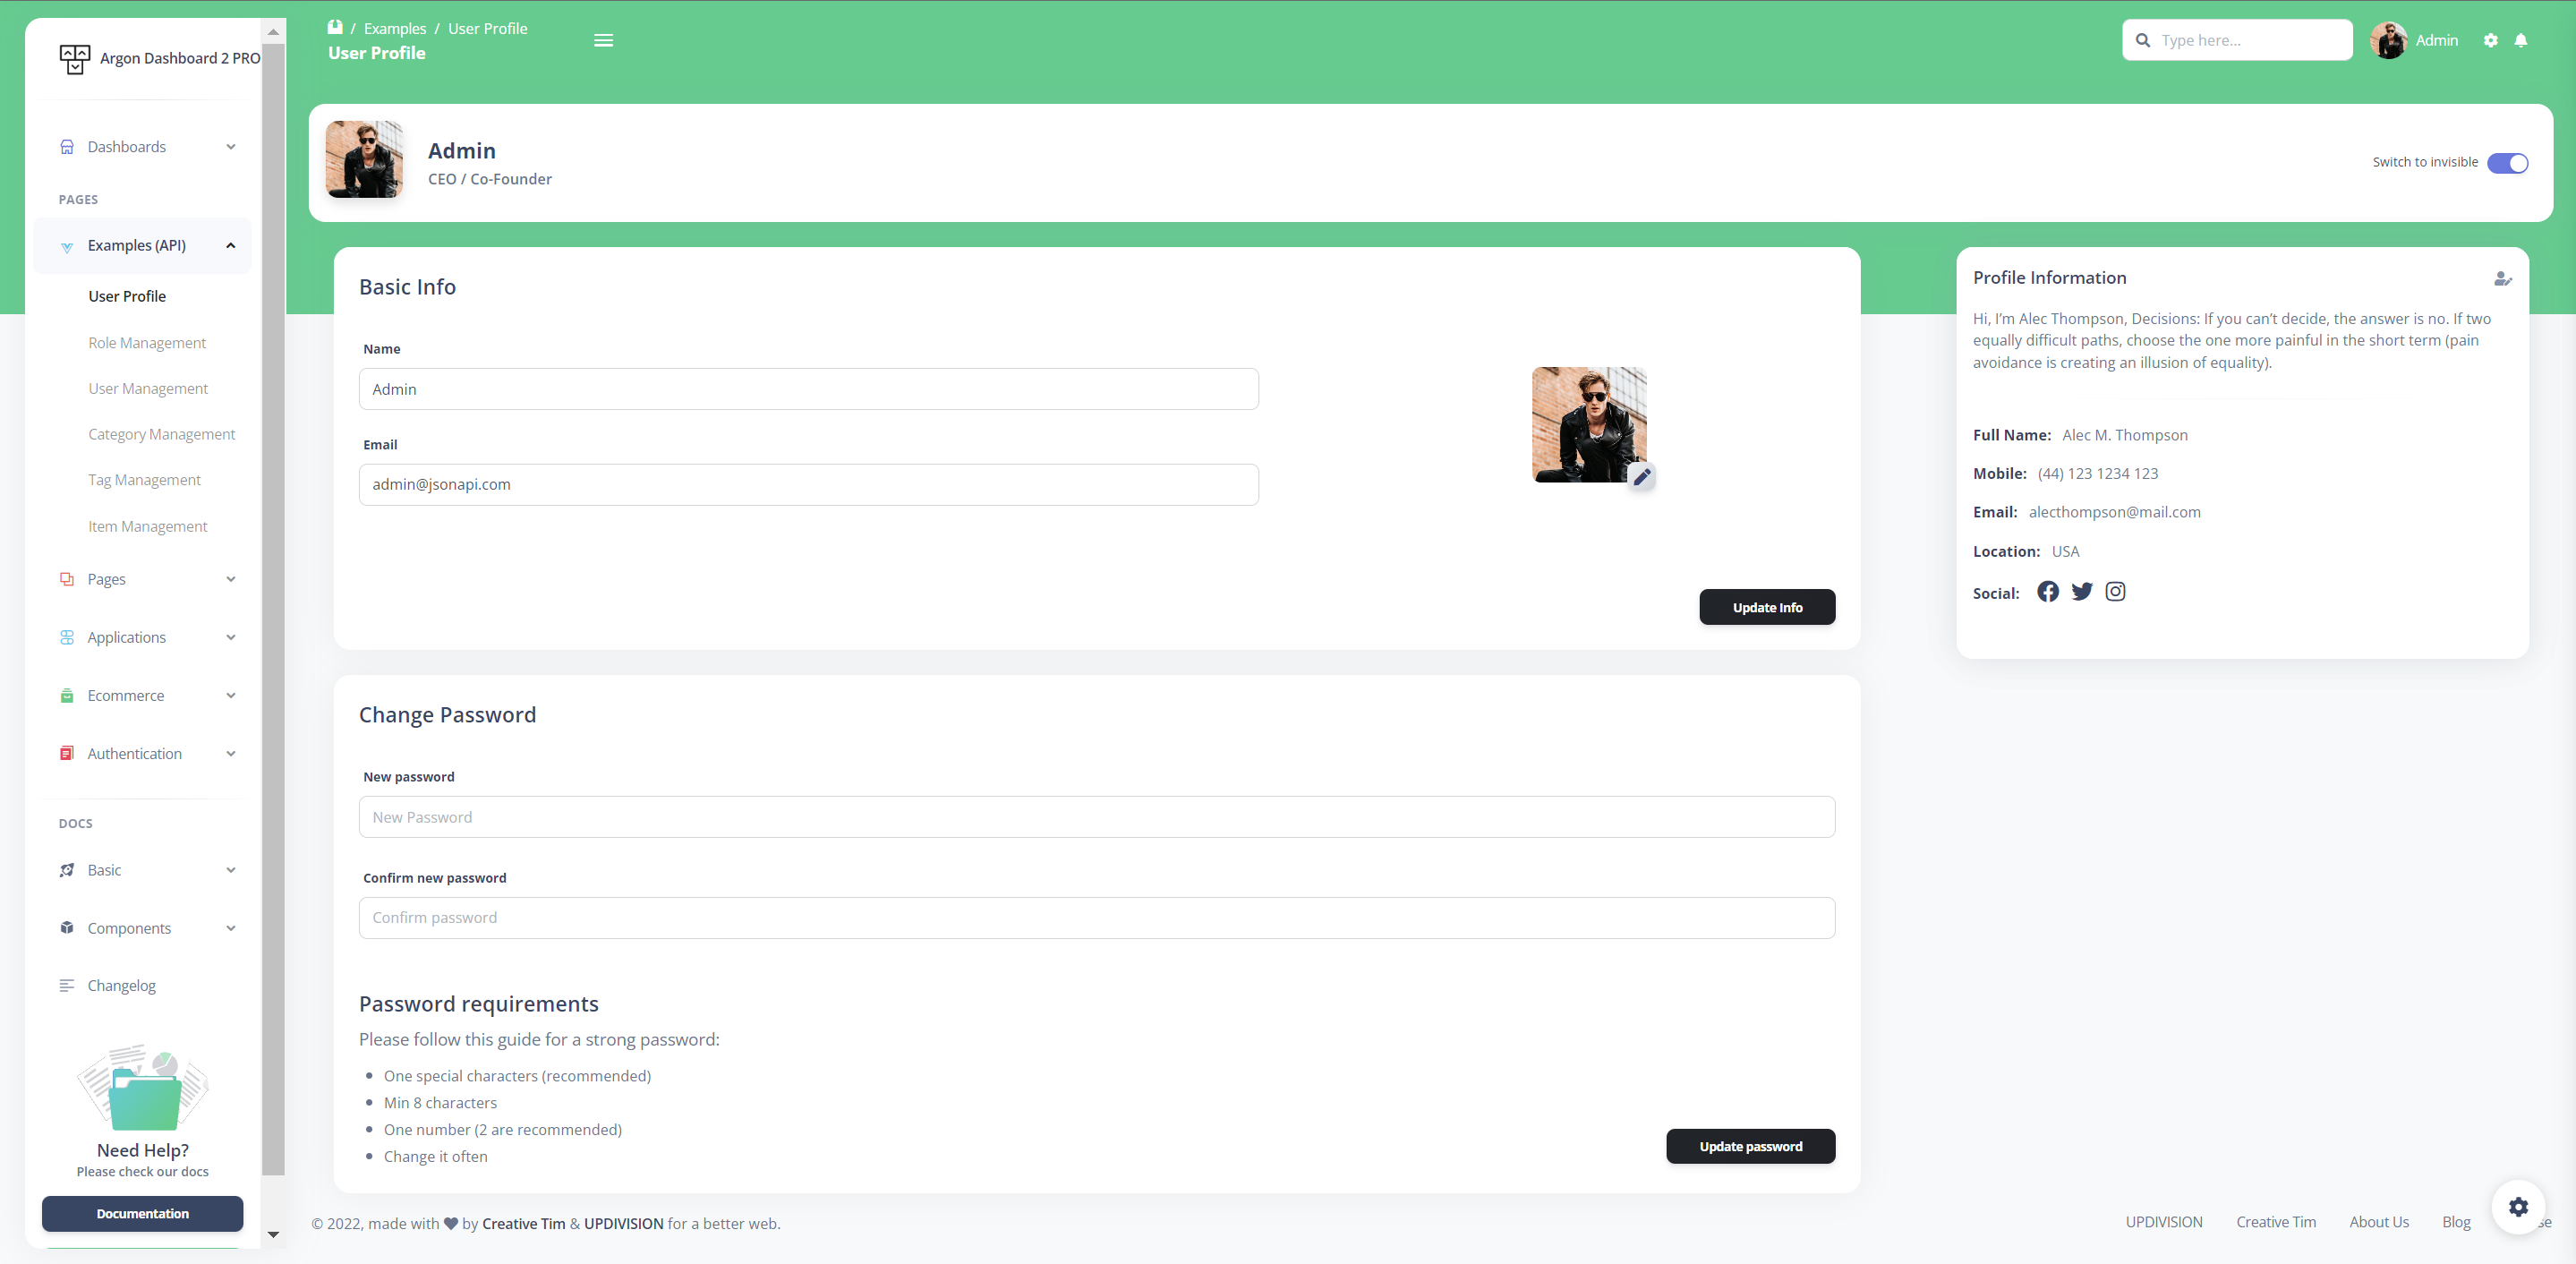 Argon Dashboard 2 PRO
Dashboards
PAGES
Examples (API)
User Profile
Role Management
User Management
Category Management
Tag Management
Item Management
Pages
Applications
Ecommerce
Authentication
DOCS
Basic
Components
Changelog
Need Help?
Please check our docs
Documentation
/ Examples / User Profile
User Profile
Type here...
Admin
Admin
CEO / Co-Founder
Switch to invisible
Basic Info
Name
Admin
Email
admin@jsonapi.com
Update Info
Profile Information
Hi, I’m Alec Thompson, Decisions: If you can’t decide, the answer is no. If two
equally difficult paths, choose the one more painful in the short term (pain
avoidance is creating an illusion of equality).
Full Name: Alec M. Thompson
Mobile: (44) 123 1234 123
Email: alecthompson@mail.com
Location: USA
Social:
Change Password
New password
New Password
Confirm new password
Confirm password
Password requirements
Please follow this guide for a strong password:
One special characters (recommended)
Min 8 characters
One number (2 are recommended)
Change it often
Update password
© 2022, made with by Creative Tim & UPDIVISION for a better web.
UPDIVISION Creative Tim About Us Blog